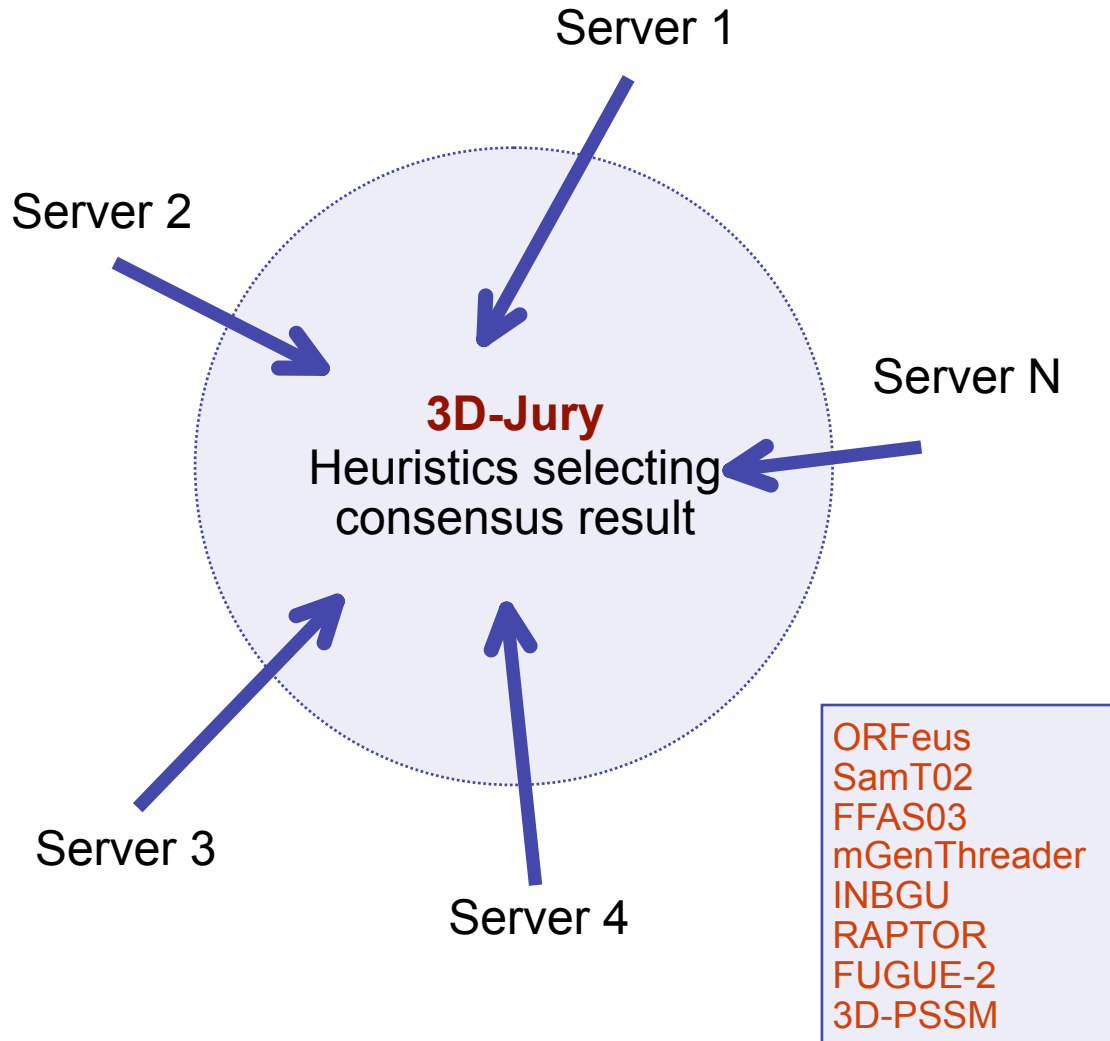 Server 1
Server 2
Server N
3D-Jury
Heuristics selecting
consensus result
Server 3
Server 4
ORFeus
SamT02
FFAS03
mGenThreader
INBGU
RAPTOR
FUGUE-2
3D-PSSM